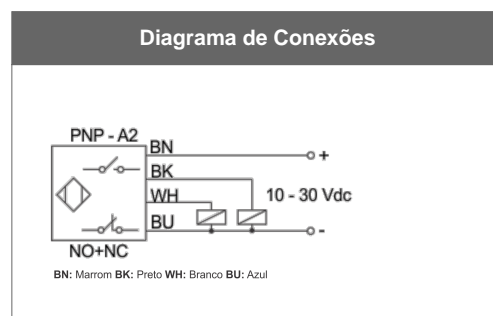 Diagrama de Conexões
PNP - A2
BN
+
BK
WH
10 - 30 Vdc
BU
-
NO+NC
BN: Marrom BK: Preto WH: Branco BU: Azul